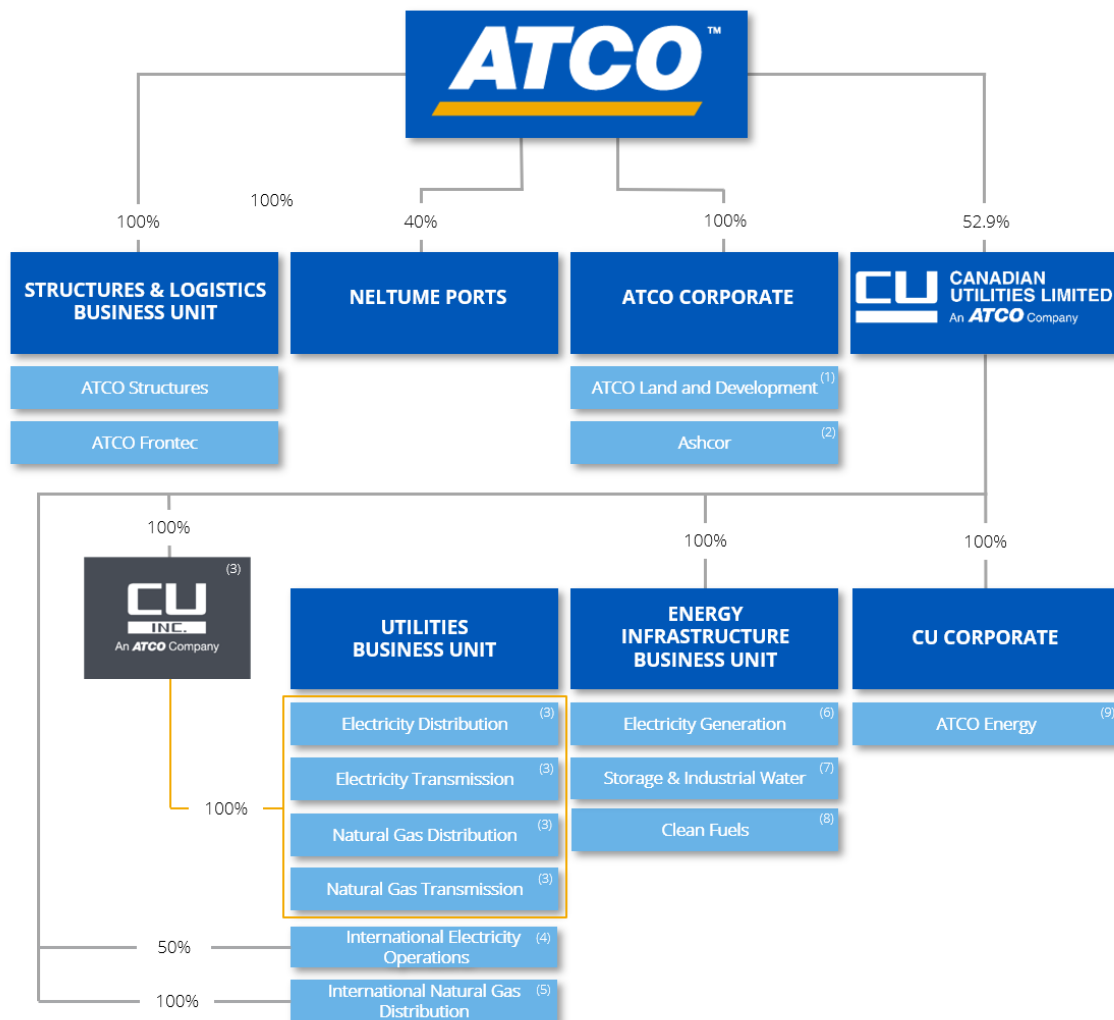 ATCO™
100%
100%
40%
100%
52.9%
STRUCTURES & LOGISTICS
BUSINESS UNIT
NELTUME PORTS
ATCO CORPORATE
CU CANADIAN
UTILITIES LIMITED
An ATCO Company
ATCO Structures
ATCO Land and Development (1)
ATCO Frontec
Ashcor (2)
100%
100%
100%
(3)
CU
INC.
An ATCO Company
UTILITIES
BUSINESS UNIT
ENERGY
INFRASTRUCTURE
BUSINESS UNIT
CU CORPORATE
Electricity Distribution (3)
Electricity Generation (6)
ATCO Energy (9)
Electricity Transmission (3)
Storage & Industrial Water (7)
100%
Natural Gas Distribution (3)
Clean Fuels (8)
Natural Gas Transmission (3)
50%
International Electricity (4)
Operations
100%
International Natural Gas (5)
Distribution